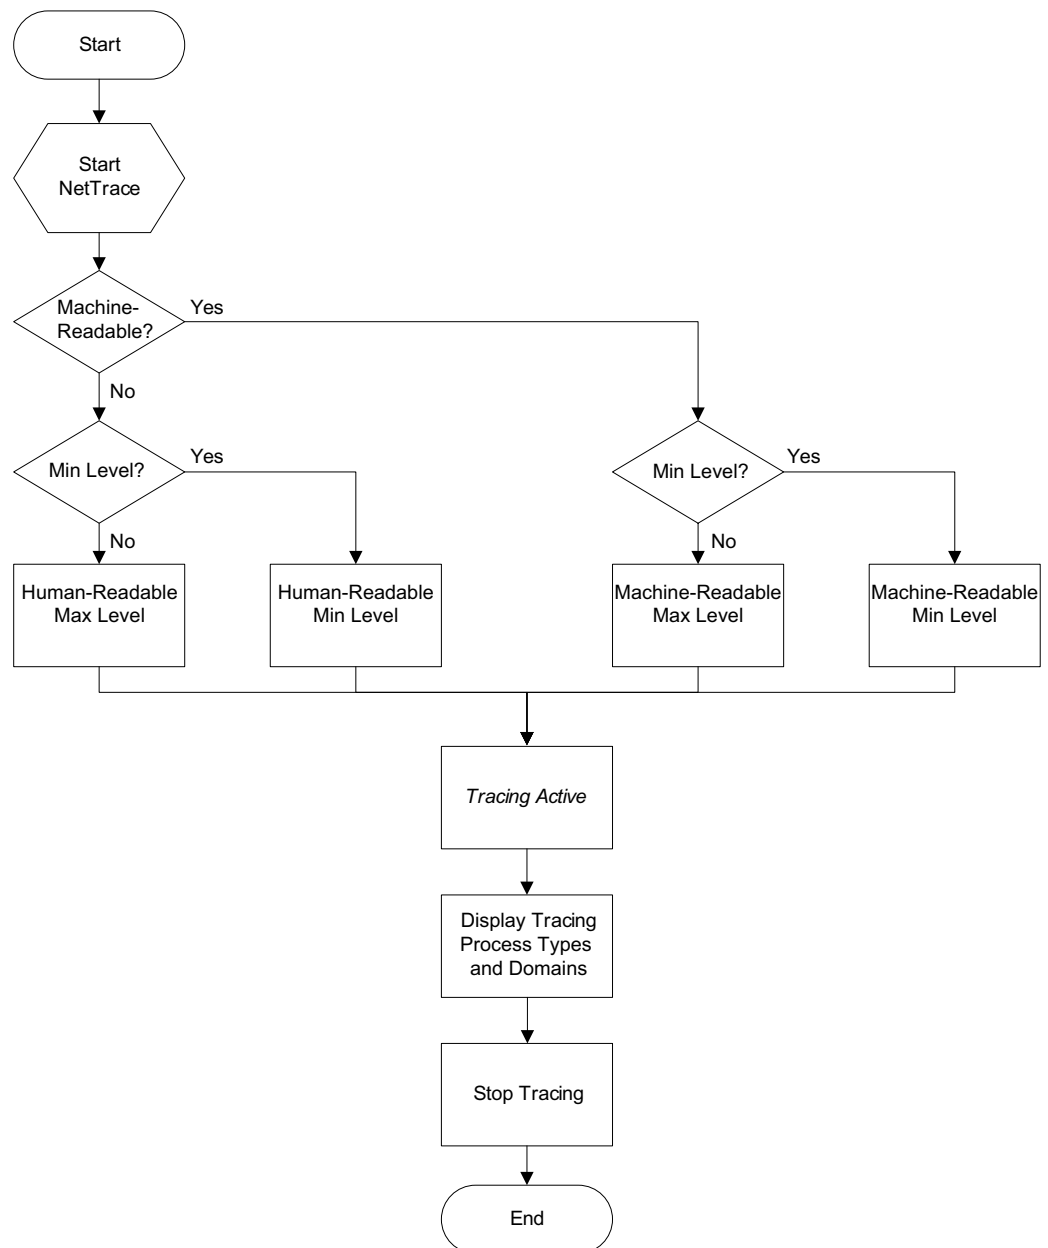 Start
Start
NetTrace
Machine-
Readable?
Yes
No
Min Level?
Yes
Min Level?
Yes
No
No
Human-Readable
Max Level
Human-Readable
Min Level
Machine-Readable
Max Level
Machine-Readable
Min Level
Tracing Active
Display Tracing
Process Types
and Domains
Stop Tracing
End